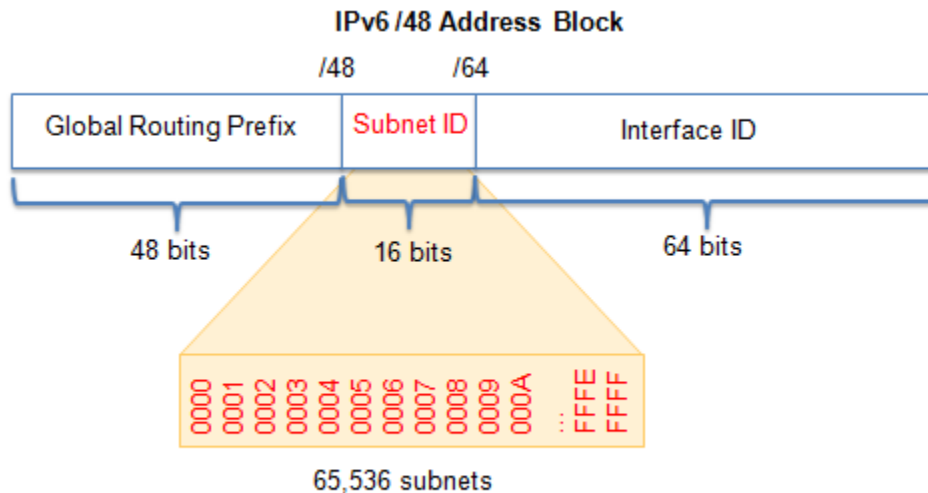 IPv6 /48 Address Block
/48 /64
Global Routing Prefix Subnet ID Interface ID
48 bits 16 bits 64 bits
0000
0001
0002
0003
0004
0005
0006
0007
0008
0009
000A
...
FFFE
FFFF
65,536 subnets